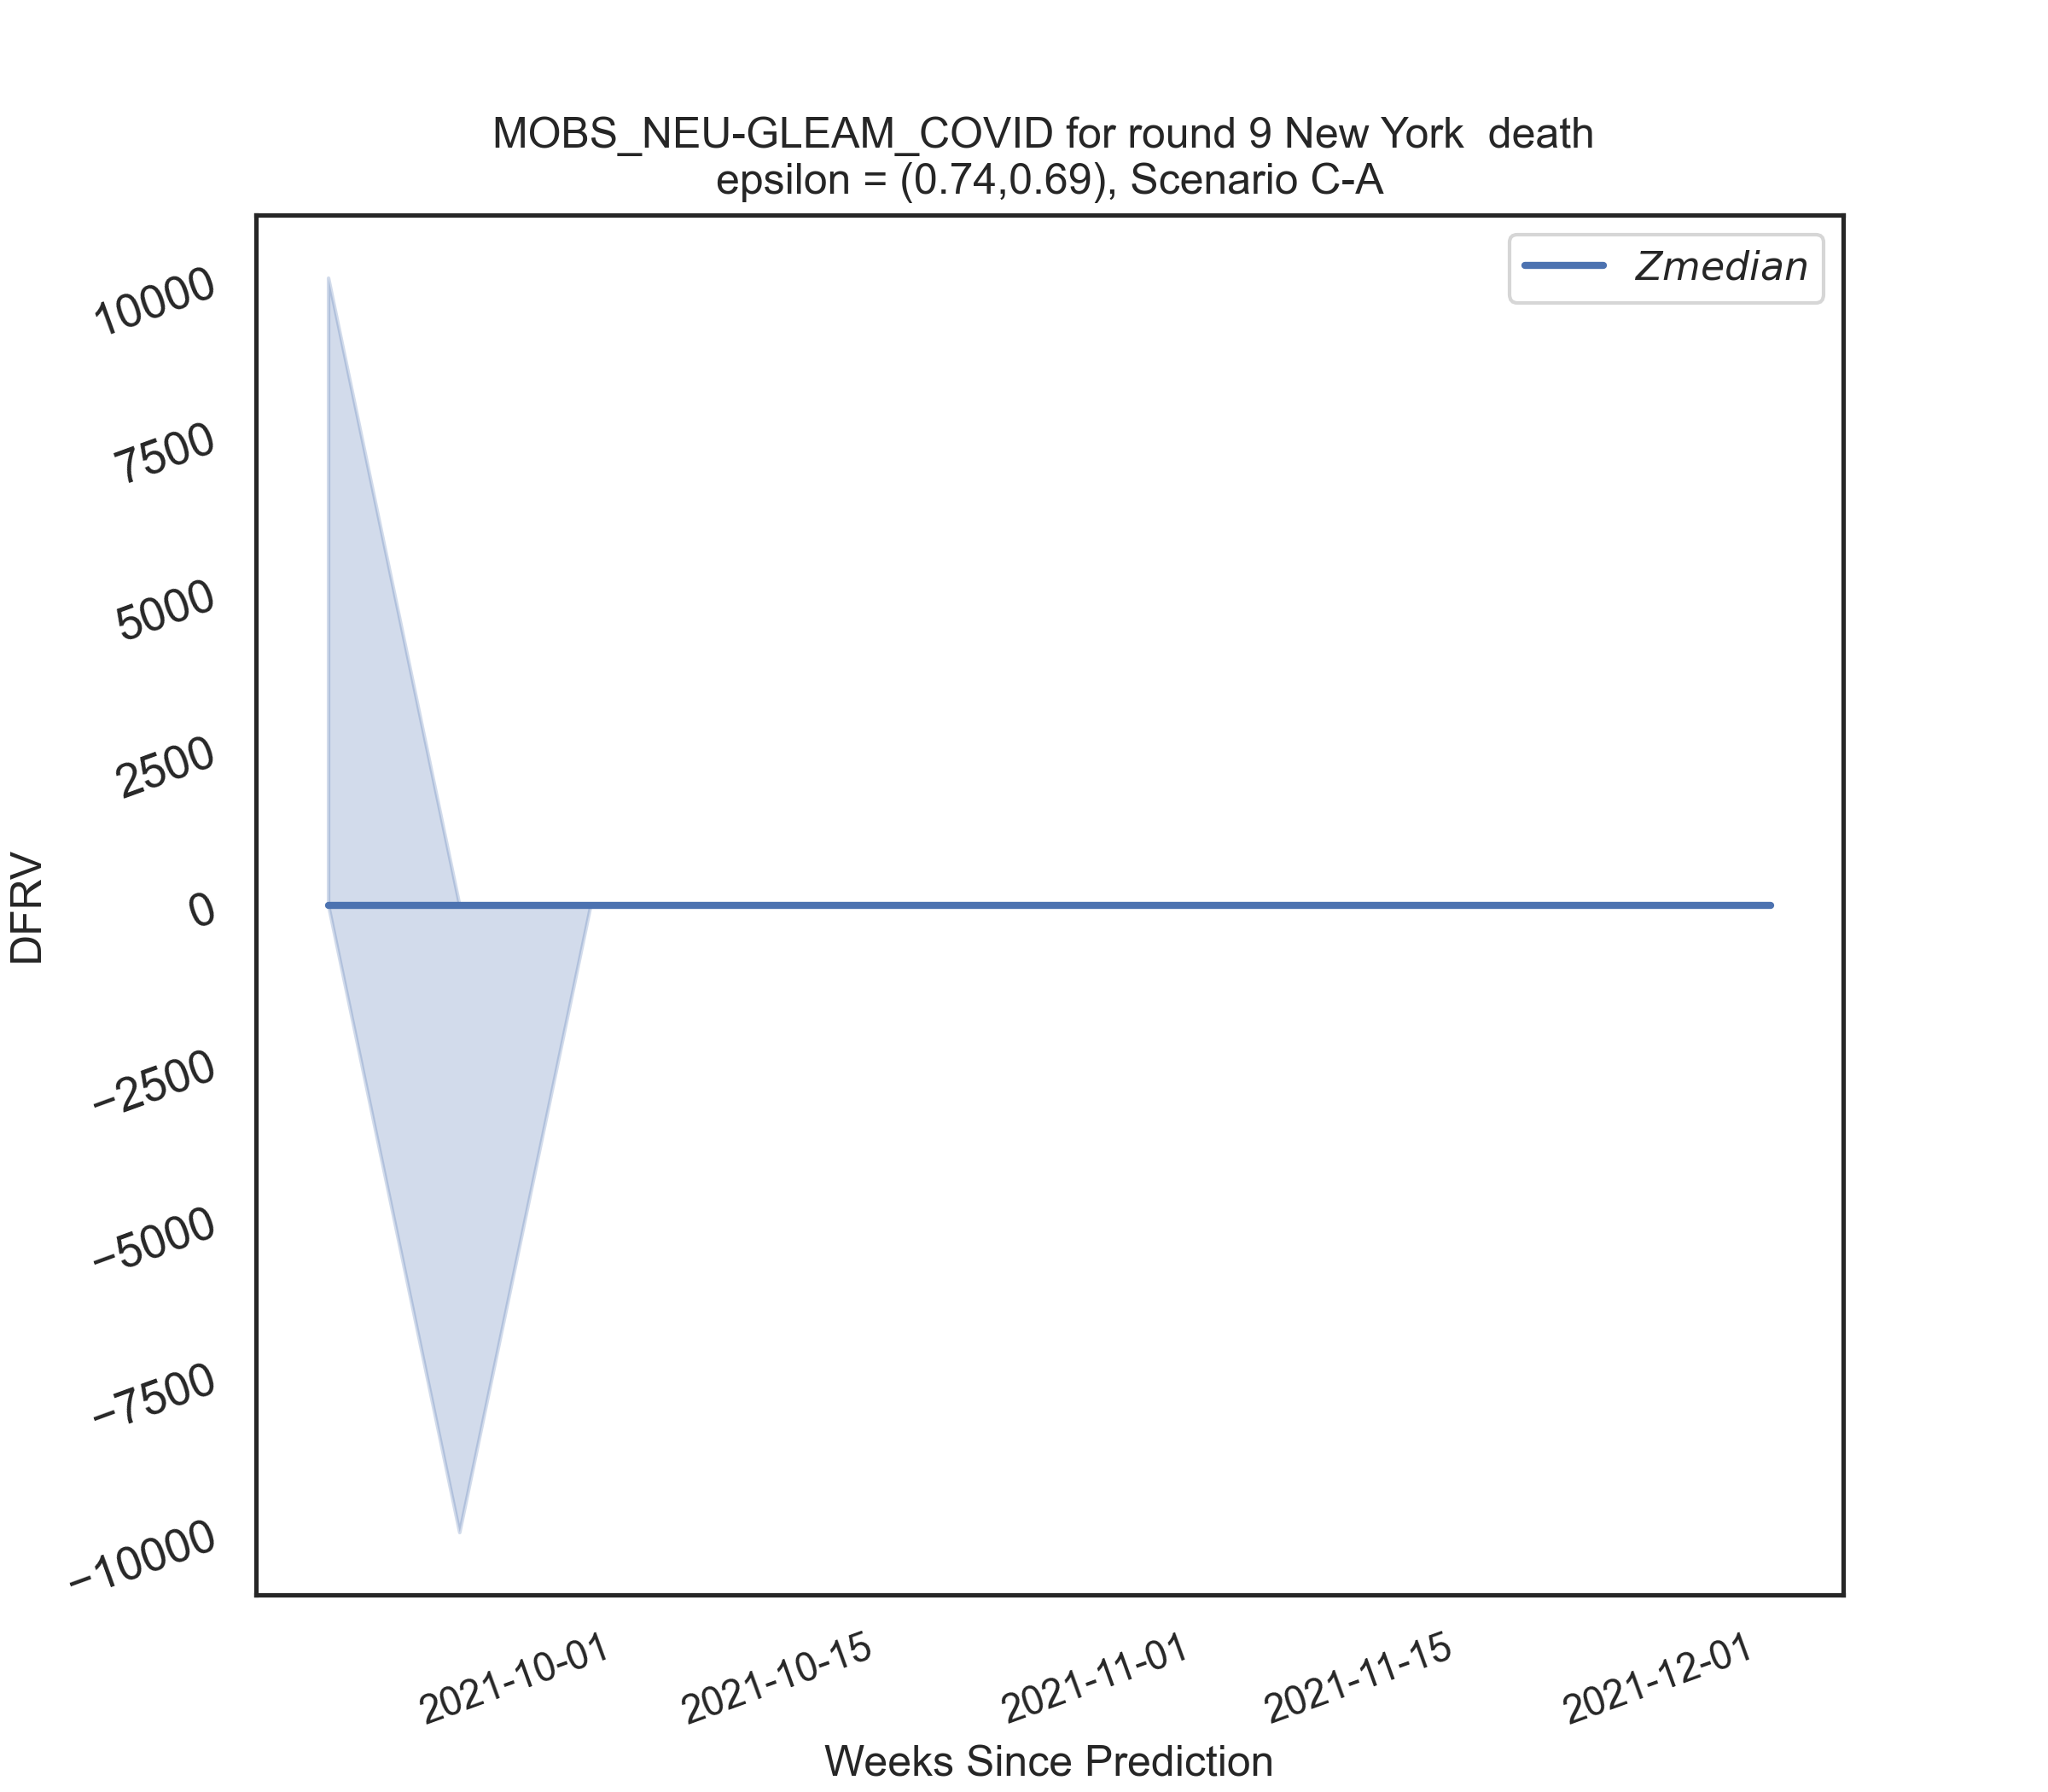 MOBS_NEU-GLEAM_COVID for round 9 New York  death
epsilon = (0.74,0.69), Scenario C-A
Zmedian
10000
7500
5000
2500
0
−2500
−5000
−7500
−10000
DFRV
2021-10-01
2021-10-15
2021-11-01
2021-11-15
2021-12-01
Weeks Since Prediction